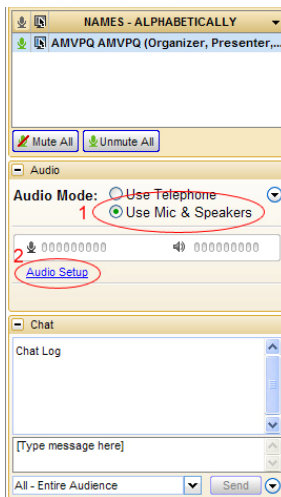 NAMES - ALPHABETICALLY
AMVPQ AMVPQ (Organizer, Presenter,...
Mute All Unmute All
Audio
Audio Mode: Use Telephone
1 Use Mic & Speakers
2 000000000 000000000
Audio Setup
Chat
Chat Log
[Type message here]
All - Entire Audience Send